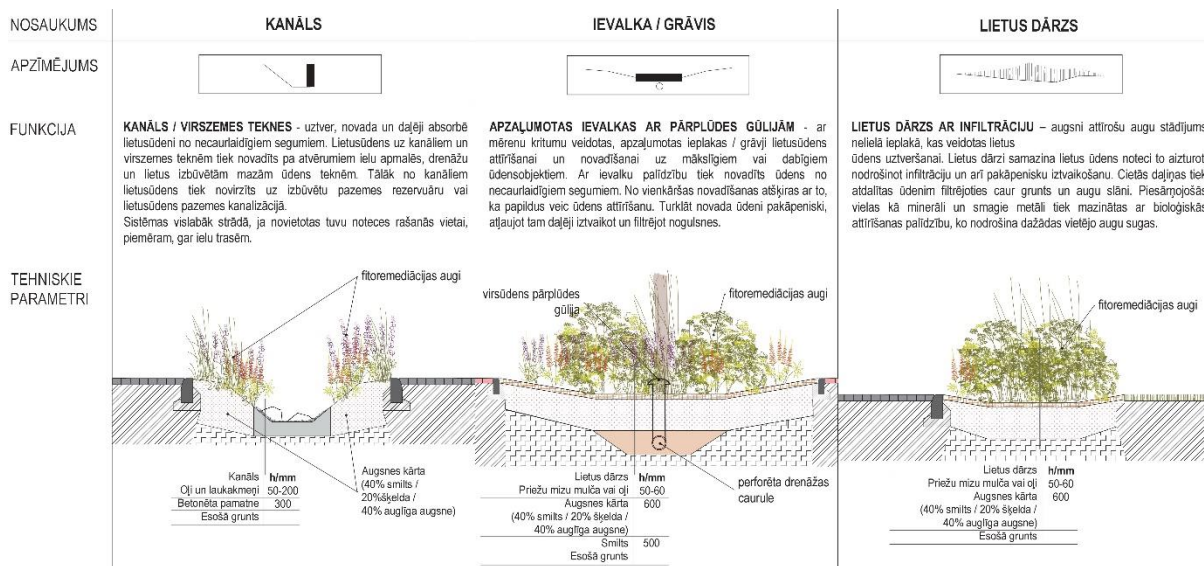 NOSAUKUMS
KANĀLS
IEVALKA / GRĀVIS
LIETUS DĀRZS
APZĪMĒJUMS
FUNKCIJA
KANĀLS / VIRSZEMES TEKNES - uztver, novada un daļēji absorbē
lietusūdeni no necaurlaidīgiem segumiem. Lietusūdens uz kanāliem un
virszemes teknēm tiek novadīts pa atvērumiem ielu apmalēs, drenāžu
un lietus izbūvētām mazām ūdens teknēm. Tālāk no kanāliem
lietusūdens tiek novirzīts uz izbūvētu pazemes rezervuāru vai
lietusūdens pazemes kanalizācijā.
Sistēmas vislabāk strādā, ja novietotas tuvu noteces rašanās vietai,
piemēram, gar ielu trasēm.
APZAĻUMOTAS IEVALKAS AR PĀRPLŪDES GŪLIJĀM - ar
mērenu kritumu veidotas, apzaļumotas ieplakas / grāvji lietusūdens
attīrīšanai un novadīšanai uz mākslīgiem vai dabīgiem
ūdensobjektiem. Ar ievalku palīdzību tiek novadīts ūdens no
necaurlaidīgiem segumiem. No vienkāršas novadīšanas atšķiras ar to,
ka papildus veic ūdens attīrīšanu. Turklāt novada ūdeni pakāpeniski,
atļaujot tam daļēji iztvaikot un filtrējot nogulsnes.
LIETUS DĀRZS AR INFILTRĀCIJU – augsni attīrošu augu stādījums
nelielā ieplakā, kas veidotas lietus
ūdens uztveršanai. Lietus dārzi samazina lietus ūdens noteci to aizturot,
nodrošinot infiltrāciju un arī pakāpenisku iztvaikošanu. Cietās daļiņas tiek
atdalītas ūdenim filtrējoties caur grunts un augu slāni. Piesārņojošās
vielas kā minerāli un smagie metāli tiek mazinātas ar bioloģiskās
attīrīšanas palīdzību, ko nodrošina dažādas vietējo augu sugas.
TEHNISKIE
PARAMETRI
fitoremediācijas augi
Kanāls h/mm
Oļi un laukakmeņi 50-200
Betonēta pamatne 300
Esošā grunts
Augsnes kārta
(40% smilts /
20%šķelda /
40% auglīga augsne)
virsūdens pārplūdes
gūlija
fitoremediācijas augi
Lietus dārzs h/mm
Priežu mizu mulča vai oļi 50-60
Augsnes kārta 600
(40% smilts / 20% šķelda /
40% auglīga augsne)
Smilts 500
Esošā grunts
perforēta drenāžas
caurule
fitoremediācijas augi
Lietus dārzs h/mm
Priežu mizu mulča vai oļi 50-60
Augsnes kārta 600
(40% smilts / 20% šķelda /
40% auglīga augsne)
Esošā grunts